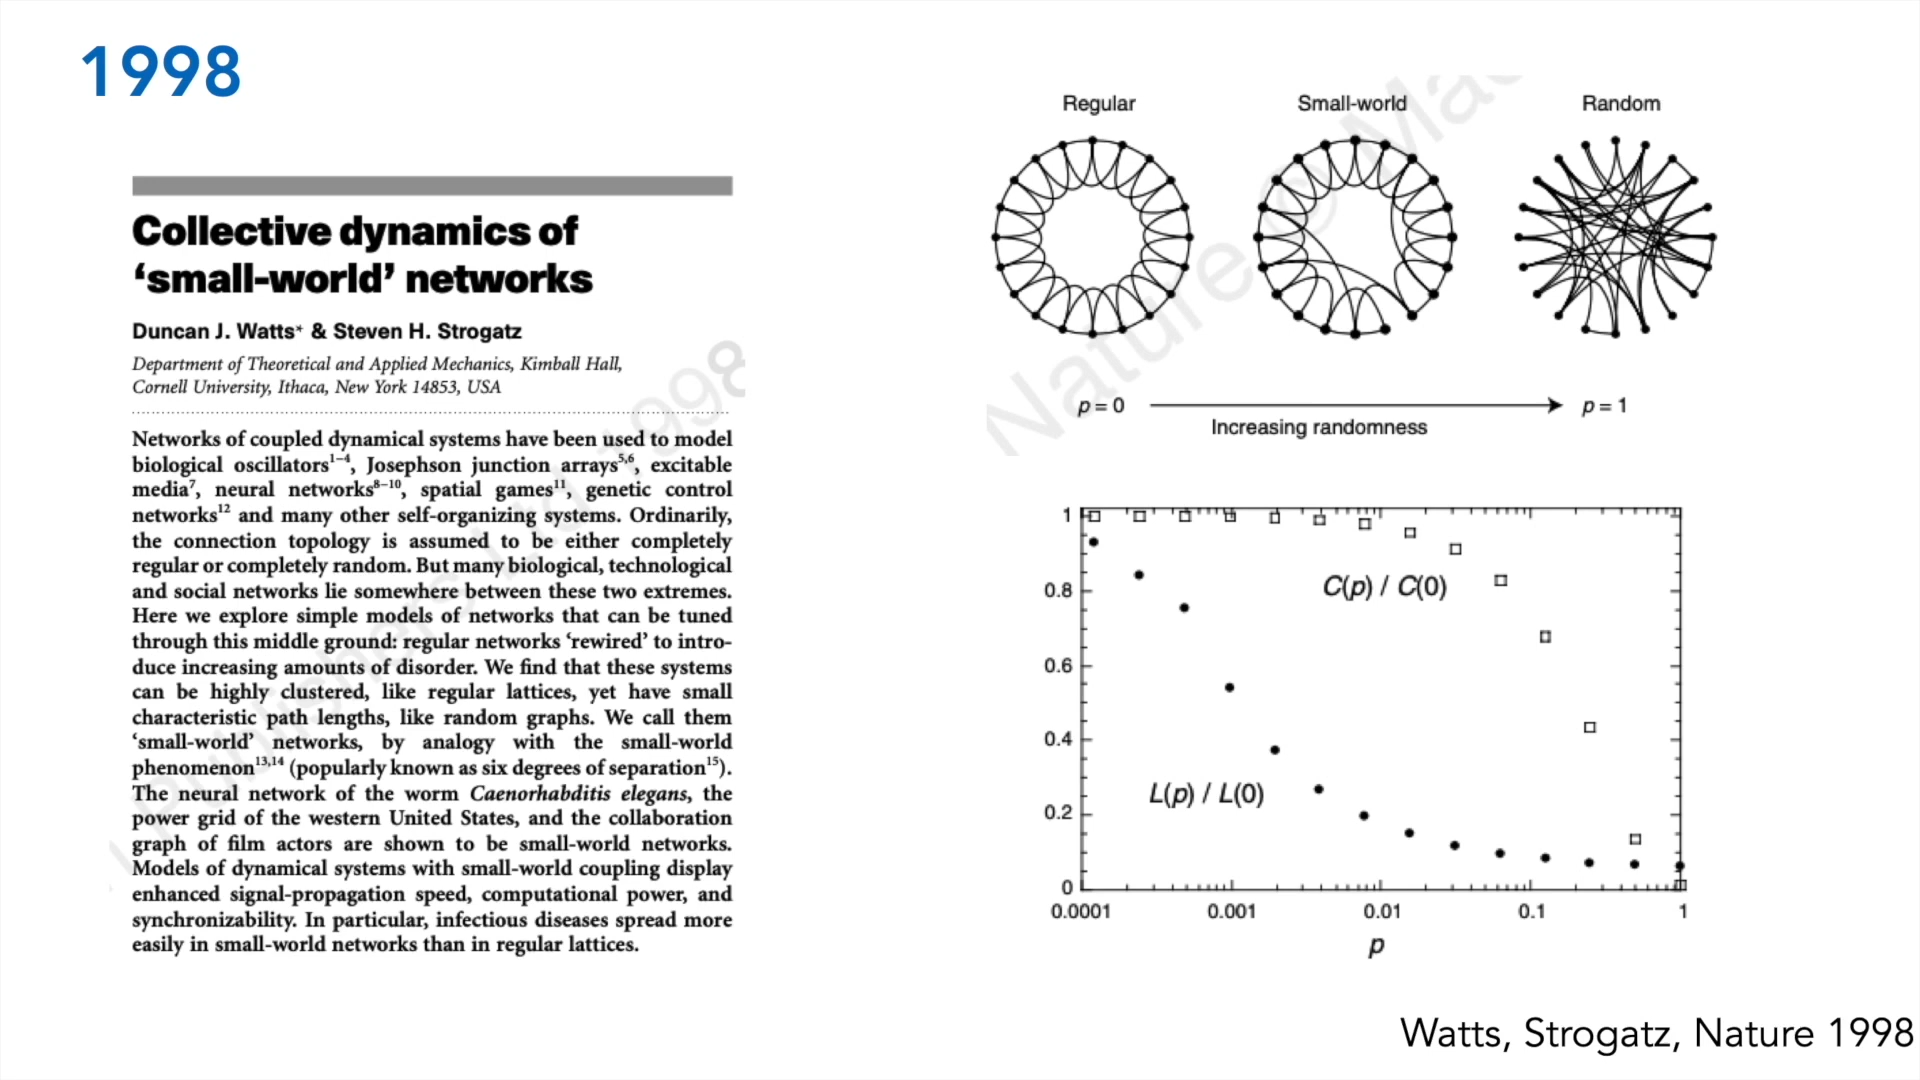 1998
Collective dynamics of
‘small-world’ networks
Duncan J. Watts* & Steven H. Strogatz
Department of Theoretical and Applied Mechanics, Kimball Hall,
Cornell University, Ithaca, New York 14853, USA
Networks of coupled dynamical systems have been used to model
biological oscillators¹⁻⁴, Josephson junction arrays⁵,⁶, excitable
media⁷, neural networks⁸⁻¹⁰, spatial games¹¹, genetic control
networks¹² and many other self-organizing systems. Ordinarily,
the connection topology is assumed to be either completely
regular or completely random. But many biological, technological
and social networks lie somewhere between these two extremes.
Here we explore simple models of networks that can be tuned
through this middle ground: regular networks ‘rewired’ to intro-
duce increasing amounts of disorder. We find that these systems
can be highly clustered, like regular lattices, yet have small
characteristic path lengths, like random graphs. We call them
‘small-world’ networks, by analogy with the small-world
phenomenon¹³,¹⁴ (popularly known as six degrees of separation¹⁵).
The neural network of the worm Caenorhabditis elegans, the
power grid of the western United States, and the collaboration
graph of film actors are shown to be small-world networks.
Models of dynamical systems with small-world coupling display
enhanced signal-propagation speed, computational power, and
synchronizability. In particular, infectious diseases spread more
easily in small-world networks than in regular lattices.
Publishers Ltd 1998
Regular Small-world Random
Nature ©
p = 0 p = 1
Increasing randomness
1
0.8
0.6
0.4
0.2
0
C(p) / C(0)
L(p) / L(0)
0.0001 0.001 0.01 0.1 1
p
Watts, Strogatz, Nature 1998